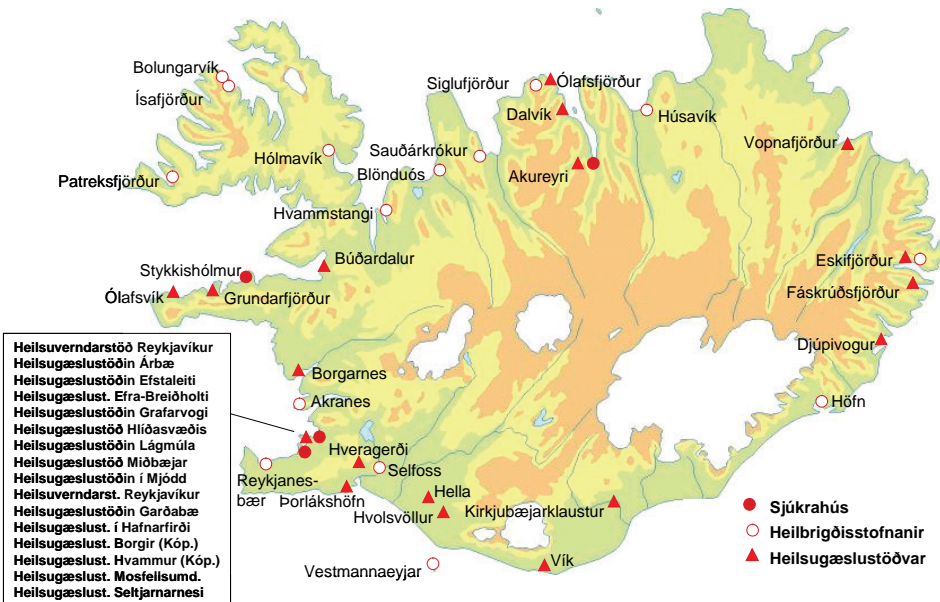 Bolungarvík
Ísafjörður
Siglufjörður
Ólafsfjörður
Dalvík
Húsavík
Vopnafjörður
Hólmavík
Sauðárkrókur
Blönduós
Akureyri
Patreksfjörður
Hvammstangi
Búðardalur
Stykkishólmur
Eskifjörður
Ólafsvík
Grundarfjörður
Fáskrúðsfjörður
Djúpivogur
Heilsuverndarstöð Reykjavíkur
Heilsugæslustöðin Árbæ
Heilsugæslustöðin Efstaleiti
Heilsugæslust. Efra-Breiðholti
Heilsugæslustöðin Grafarvogi
Heilsugæslustöð Hlíðasvæðis
Heilsugæslustöðin Lágmúla
Heilsugæslustöð Miðbæjar
Heilsugæslustöðin í Mjódd
Heilsuverndarst. Reykjavíkur
Heilsugæslustöðin Garðabæ
Heilsugæslust. í Hafnarfirði
Heilsugæslust. Borgir (Kóp.)
Heilsugæslust. Hvammur (Kóp.)
Heilsugæslust. Mosfellsumd.
Heilsugæslust. Seltjarnarnesi
Borgarnes
Akranes
Höfn
Hveragerði
Selfoss
Reykjanes-
bær
Þorlákshöfn
Hella
Hvolsvöllur
Kirkjubæjarklaustur
Vík
Vestmannaeyjar
Sjúkrahús
Heilbrigðisstofnanir
Heilsugæslustöðvar